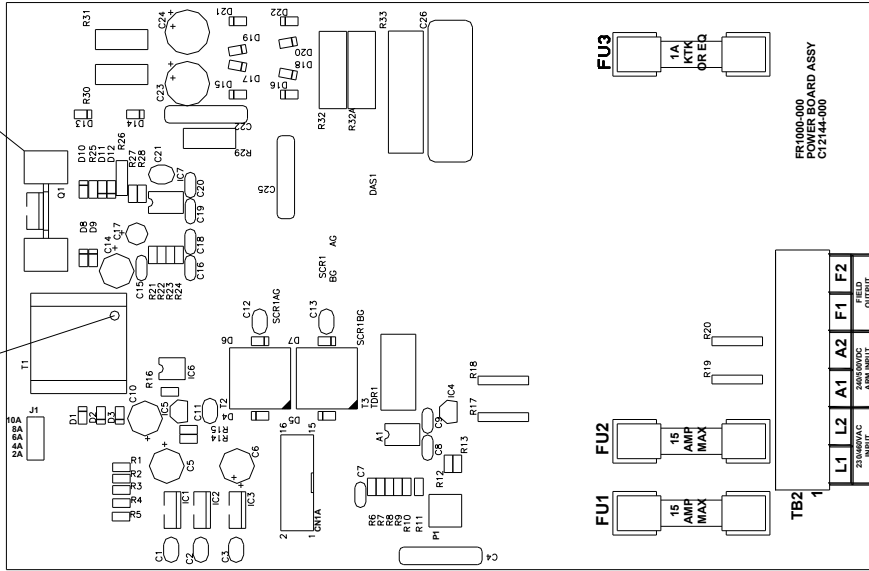 R31
C24
D21
D22
R33
C26
D19
D20
D18
D17
R30
C23
D15
D16
D13
D14
R32
R32A
C22
R29
R26
D10
R25
D11
D12
R27
R28
C21
IC7
C20
C19
C25
DAS1
Q1
D8
D9
C17
C14
C18
C16
C15
R21
R22
R23
R24
AG
SCR1
BG
FU3
1A
KTK
OR EQ
FR1000-000
POWER BOARD ASSY
C12144-000
T1
C12
SCR1AG
C13
SCR1BG
D6
D7
R16
IC6
T2
T3
TDR1
D4
D5
J1
10A
8A
6A
4A
2A
D1
D2
D3
C10
IC5
C11
R15
R14
16
15
A1
C9
C8
IC4
R18
R17
R20
R19
R1
R2
R3
R4
R5
C5
C6
C7
R12
R13
IC1
IC2
IC3
2
1
CN1A
R6
R7
R8
R9
R10
R11
P1
C1
C2
C3
C4
FU2
15
AMP
MAX
FU1
15
AMP
MAX
TB2
1
L1
L2
A1
A2
F1
F2
230/460VAC
INPUT
240/500VDC
ARM INPUT
FIELD
OUTPUT